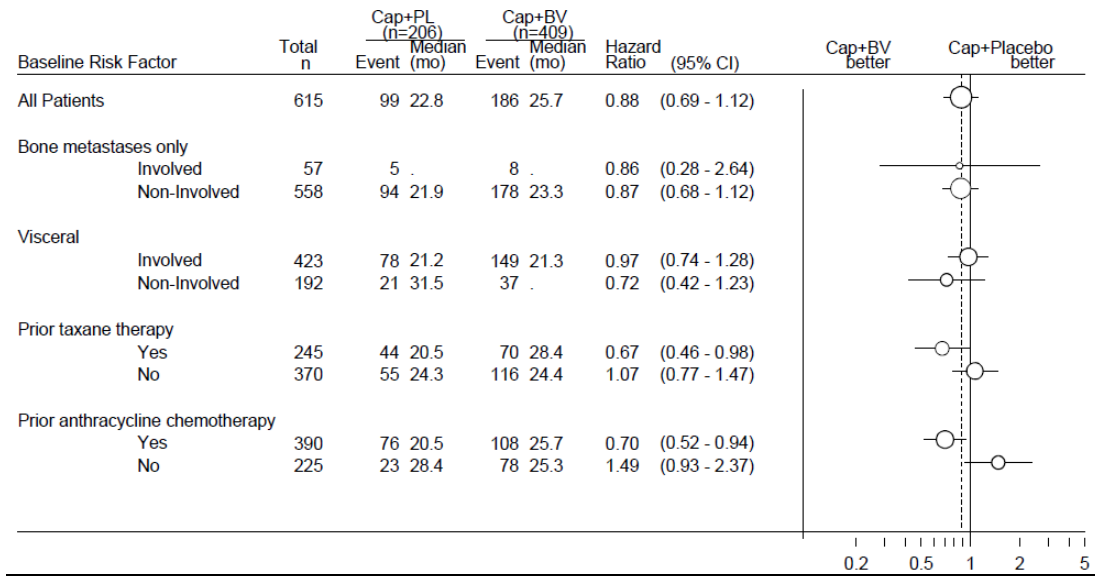 Cap+PL Cap+BV
(n=206) (n=409)
Total Median Median Hazard Cap+BV Cap+Placebo
Baseline Risk Factor n Event (mo) Event (mo) Ratio (95% CI) better better
All Patients 615 99 22.8 186 25.7 0.88 (0.69 - 1.12)
Bone metastases only
Involved 57 5 . 8 . 0.86 (0.28 - 2.64)
Non-Involved 558 94 21.9 178 23.3 0.87 (0.68 - 1.12)
Visceral
Involved 423 78 21.2 149 21.3 0.97 (0.74 - 1.28)
Non-Involved 192 21 31.5 37 . 0.72 (0.42 - 1.23)
Prior taxane therapy
Yes 245 44 20.5 70 28.4 0.67 (0.46 - 0.98)
No 370 55 24.3 116 24.4 1.07 (0.77 - 1.47)
Prior anthracycline chemotherapy
Yes 390 76 20.5 108 25.7 0.70 (0.52 - 0.94)
No 225 23 28.4 78 25.3 1.49 (0.93 - 2.37)
0.2 0.5 1 2 5